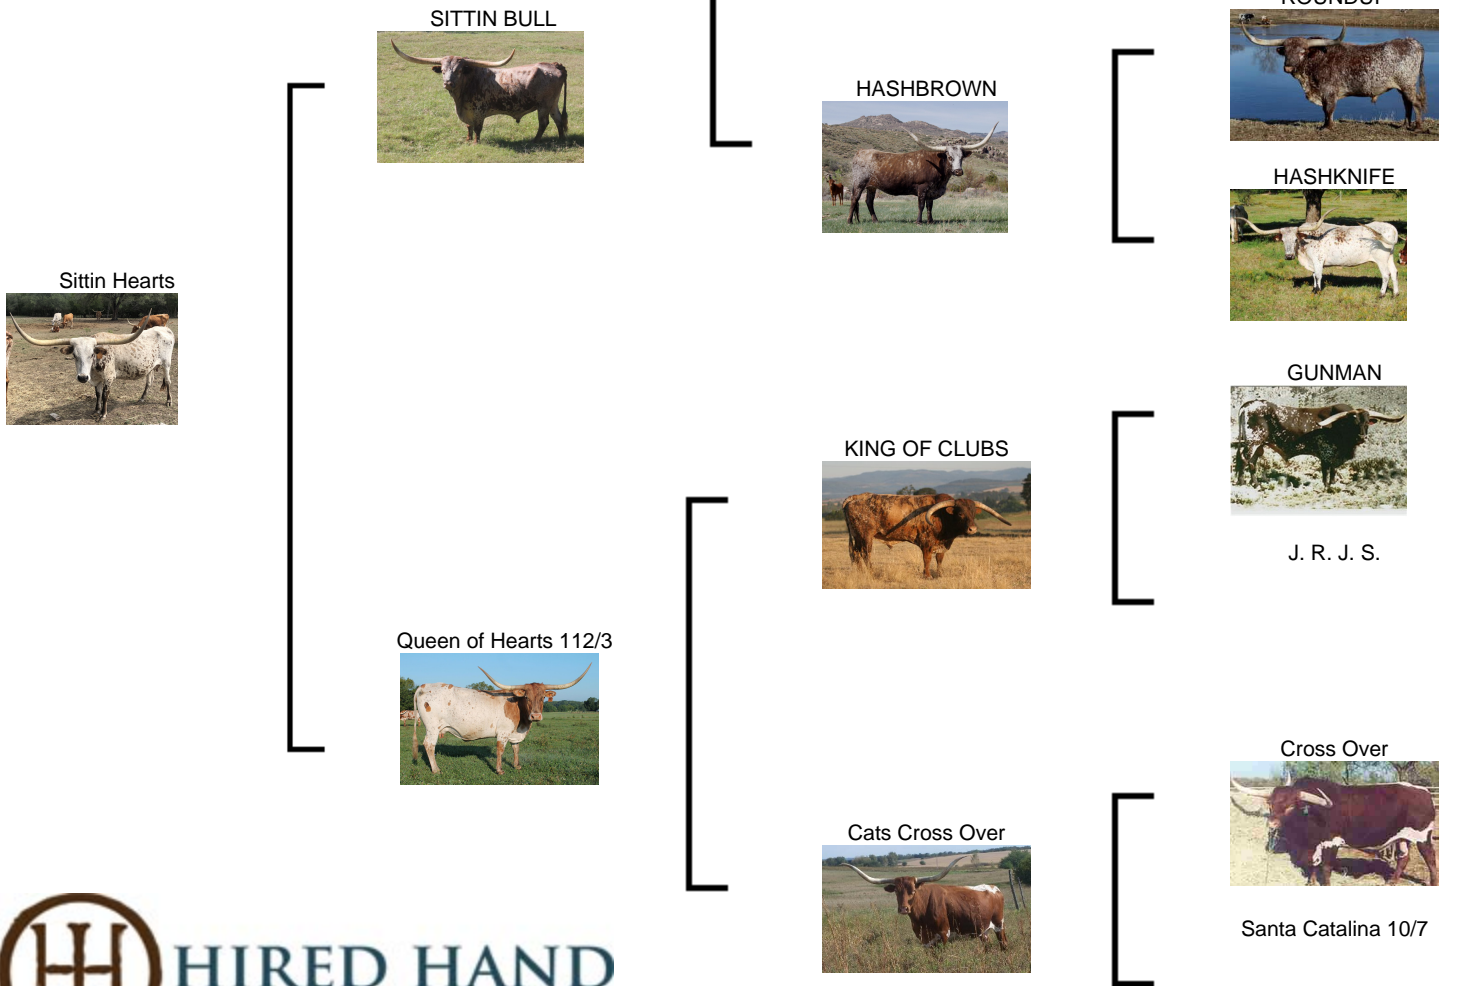 SITTIN BULL
HASHBROWN
HASHKNIFE
Sittin Hearts
GUNMAN
KING OF CLUBS
J. R. J. S.
Queen of Hearts 112/3
Cross Over
Cats Cross Over
Santa Catalina 10/7
HIRED HAND